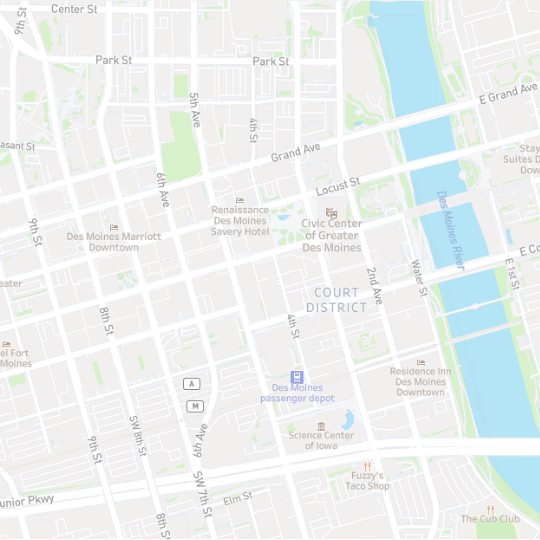 Center St
9th St
Park St
Park St
5th Ave
4th St
E Grand Ave
Grand Ave
asant St
Stay
Suites D
Dow
6th Ave
Locust St
Renaissance
Des Moines
Savery Hotel
Civic Center
of Greater
Des Moines
Des Moines River
9th St
Des Moines Marriott
Downtown
E Co
E 1st St
Water St
2nd Ave
eater
COURT
DISTRICT
8th St
4th St
el Fort
Moines
Residence Inn
Des Moines
Downtown
A
Des Moines
passenger depot
M
SW 8th St
6th Ave
Science Center
of Iowa
9th St
Fuzzy's
Taco Shop
SW 7th St
unior Pkwy
Elm St
8th St
The Cub Club